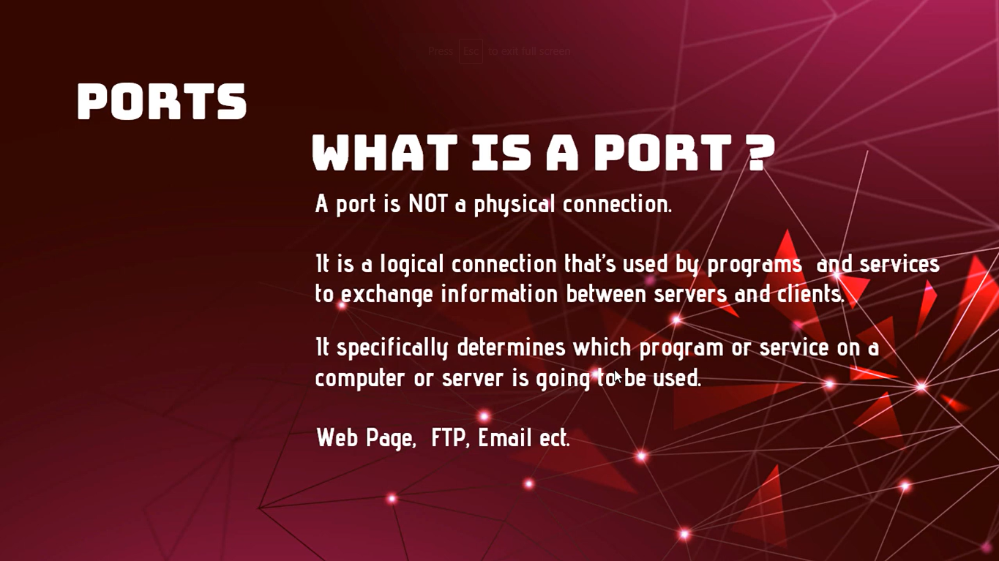 Press Esc to exit full screen
PORTS
WHAT IS A PORT ?
A port is NOT a physical connection.
It is a logical connection that's used by programs and services
to exchange information between servers and clients.
It specifically determines which program or service on a
computer or server is going to be used.
Web Page, FTP, Email ect.